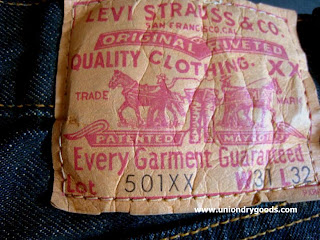 LEVI STRAUSS & CO.
SAN FRANCISCO, CAL.
ORIGINAL RIVETED
QUALITY CLOTHING. XX
TRADE MARK
PATENTED MAY 20
Every Garment Guaranteed
Lot 501XX W31 L32
www.uniondrygoods.com